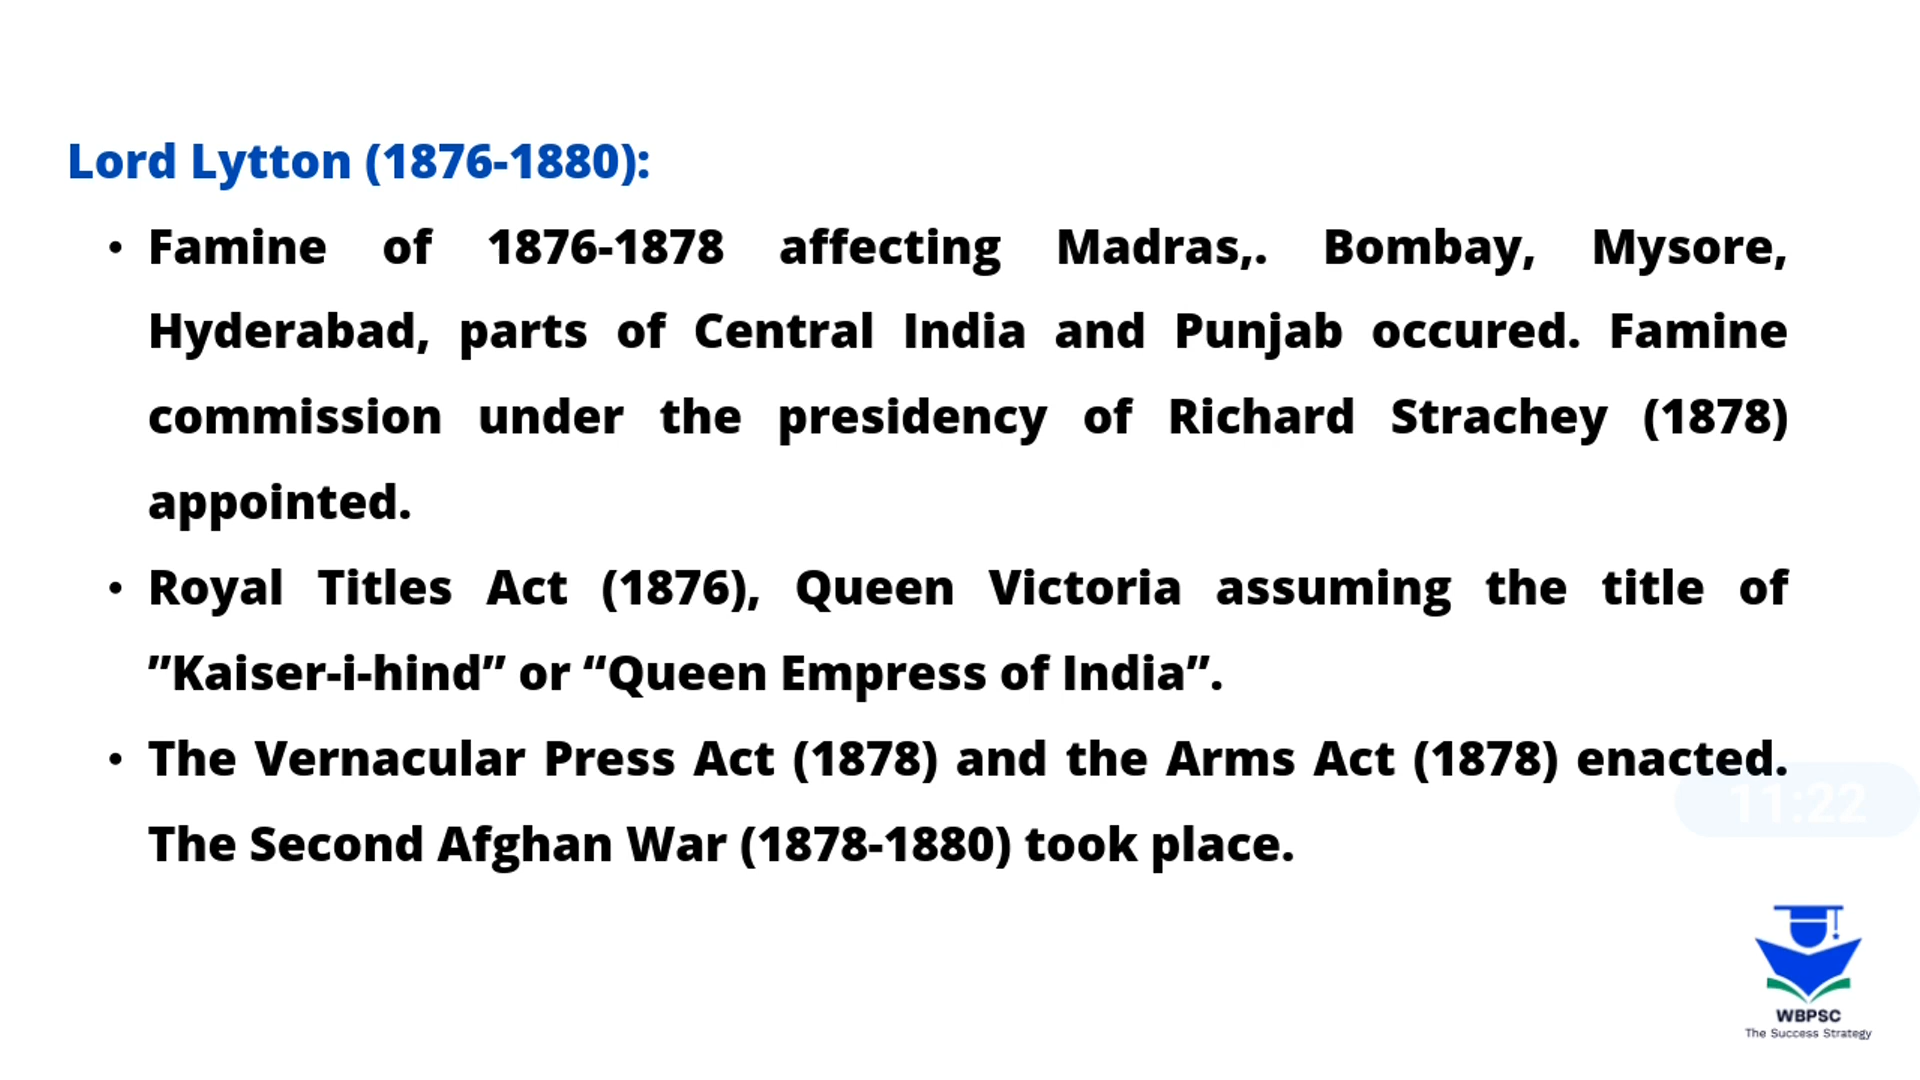 Lord Lytton (1876-1880):
• Famine of 1876-1878 affecting Madras,. Bombay, Mysore,
Hyderabad, parts of Central India and Punjab occured. Famine
commission under the presidency of Richard Strachey (1878)
appointed.
• Royal Titles Act (1876), Queen Victoria assuming the title of
”Kaiser-i-hind” or “Queen Empress of India”.
• The Vernacular Press Act (1878) and the Arms Act (1878) enacted.
The Second Afghan War (1878-1880) took place.
11:22
WBPSC
The Success Strategy